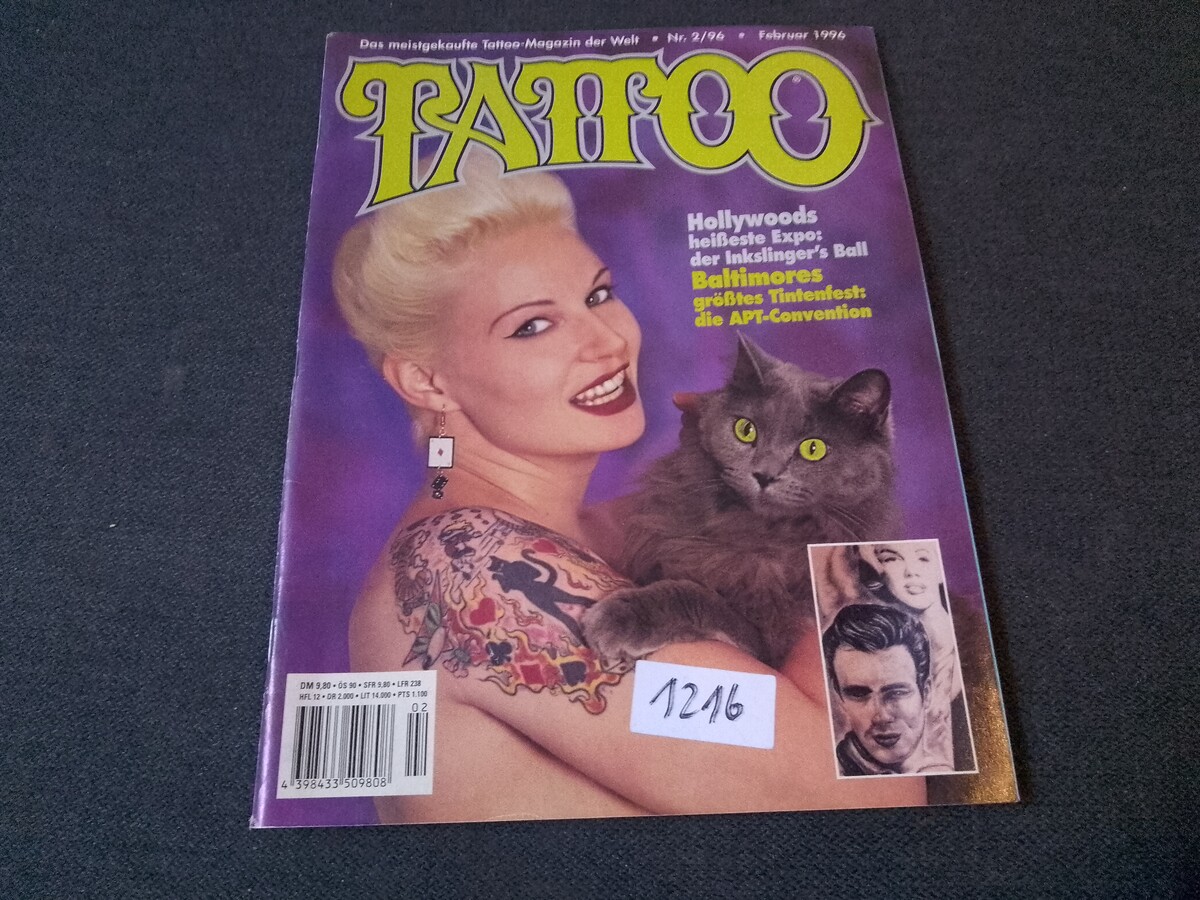 Das meistgekaufte Tattoo-Magazin der Welt • Nr. 2/96 • Februar 1996
TATTOO®
Hollywoods
heißeste Expo:
der Inkslinger's Ball
Baltimores
größtes Tintenfest:
die APT-Convention
1216
DM 9,80 • ÖS 90 • SFR 9,80 • LFR 238
HFL 12 • DR 2.000 • LIT 14.000 • PTS 1.100
02
4 398433 509808